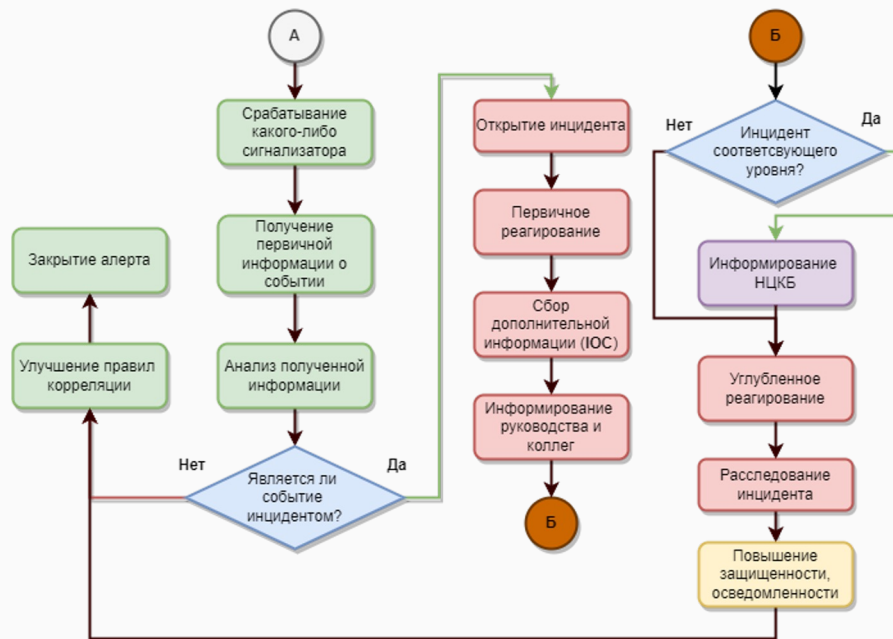 А
Срабатывание
какого-либо
сигнализатора
Получение
первичной
информации о
событии
Анализ полученной
информации
Является ли
событие
инцидентом?
Нет
Да
Улучшение правил
корреляции
Закрытие алерта
Открытие инцидента
Первичное
реагирование
Сбор
дополнительной
информации (IOC)
Информирование
руководства и
коллег
Б
Б
Инцидент
соответсвующего
уровня?
Нет
Да
Информирование
НЦКБ
Углубленное
реагирование
Расследование
инцидента
Повышение
защищенности,
осведомленности